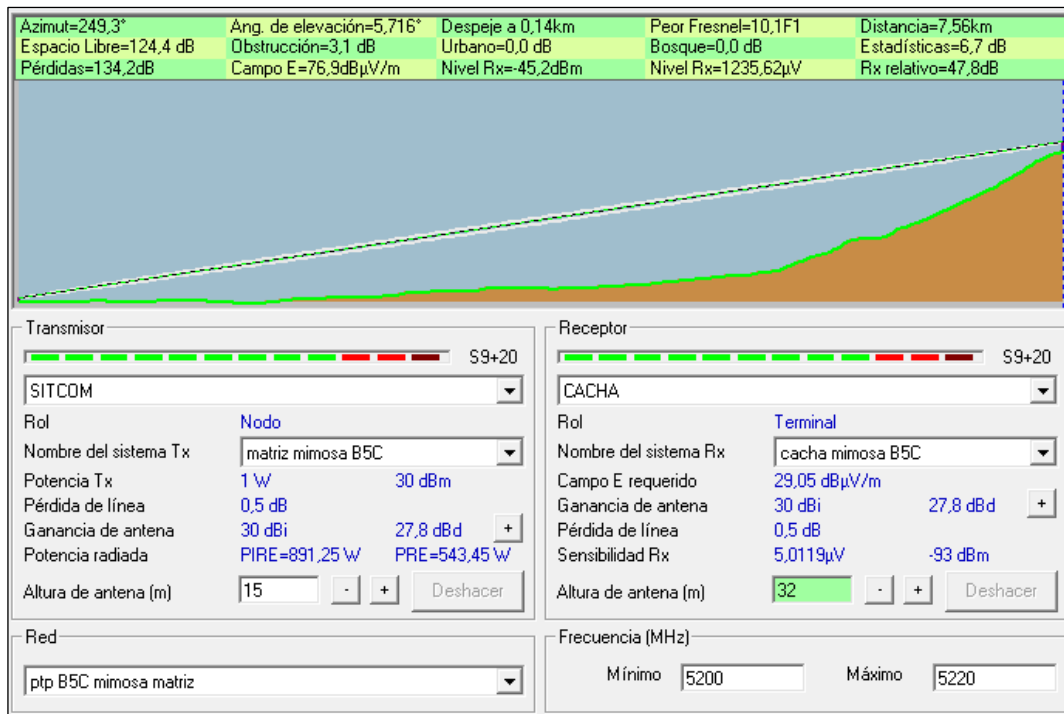 Azimut=249,3° Ang. de elevación=5,716° Despeje a 0,14km Peor Fresnel=10,1F1 Distancia=7,56km
Espacio Libre=124,4 dB Obstrucción=3,1 dB Urbano=0,0 dB Bosque=0,0 dB Estadísticas=6,7 dB
Pérdidas=134,2dB Campo E=76,9dBµV/m Nivel Rx=-45,2dBm Nivel Rx=1235,62µV Rx relativo=47,8dB
Transmisor
S9+20
SITCOM
Rol Nodo
Nombre del sistema Tx matriz mimosa B5C
Potencia Tx 1 W 30 dBm
Pérdida de línea 0,5 dB
Ganancia de antena 30 dBi 27,8 dBd +
Potencia radiada PIRE=891,25 W PRE=543,45 W
Altura de antena (m) 15 - + Deshacer
Receptor
S9+20
CACHA
Rol Terminal
Nombre del sistema Rx cacha mimosa B5C
Campo E requerido 29,05 dBµV/m
Ganancia de antena 30 dBi 27,8 dBd +
Pérdida de línea 0,5 dB
Sensibilidad Rx 5,0119µV -93 dBm
Altura de antena (m) 32 - + Deshacer
Red
ptp B5C mimosa matriz
Frecuencia (MHz)
Mínimo 5200 Máximo 5220